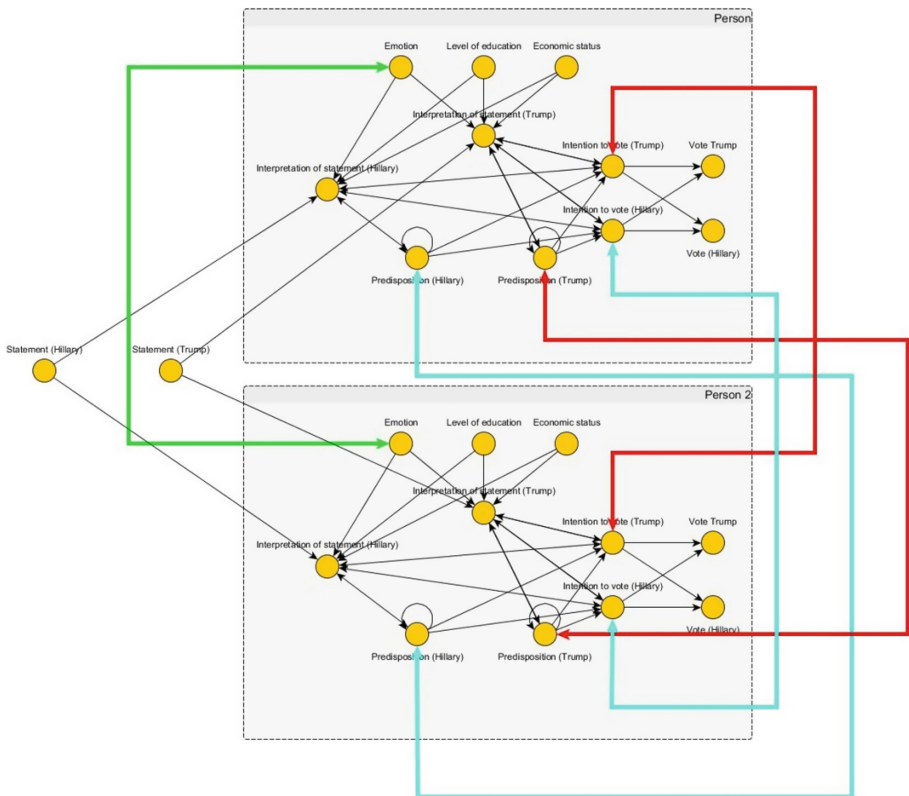 Person
Emotion
Level of education
Economic status
Interpretation of statement (Trump)
Intention to vote (Trump)
Vote Trump
Interpretation of statement (Hillary)
Intention to vote (Hillary)
Vote (Hillary)
Predisposition (Hillary)
Predisposition (Trump)
Statement (Hillary)
Statement (Trump)
Person 2
Emotion
Level of education
Economic status
Interpretation of statement (Trump)
Intention to vote (Trump)
Vote Trump
Interpretation of statement (Hillary)
Intention to vote (Hillary)
Vote (Hillary)
Predisposition (Hillary)
Predisposition (Trump)